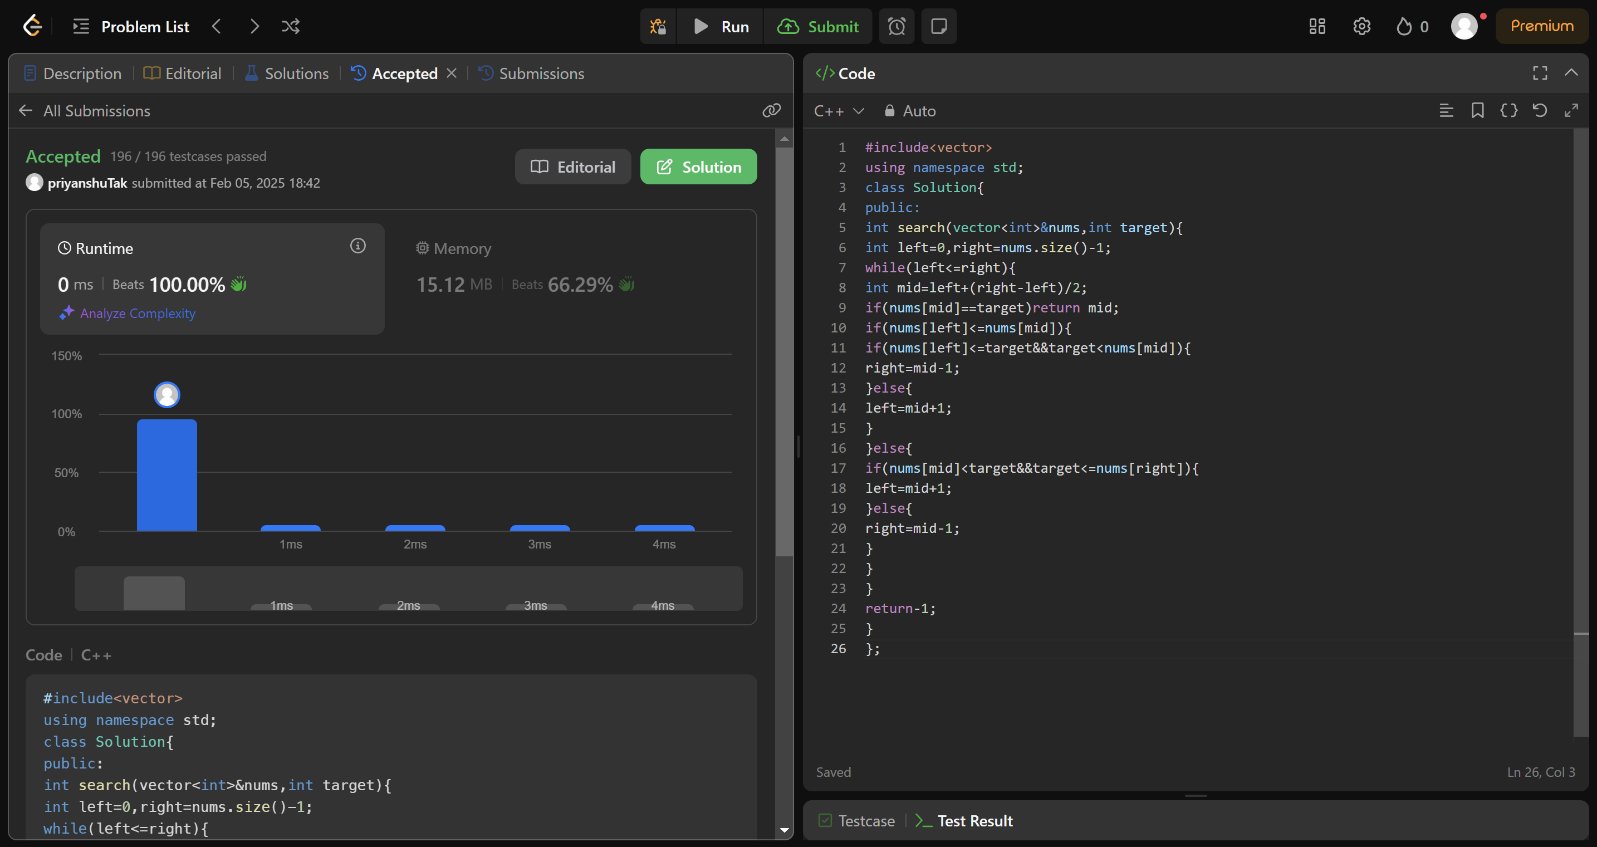 Problem List
Run
Submit
0
Premium
Description
Editorial
Solutions
Accepted
Submissions
All Submissions
Accepted 196 / 196 testcases passed
priyanshuTak submitted at Feb 05, 2025 18:42
Editorial
Solution
Runtime
0 ms Beats 100.00%
Analyze Complexity
Memory
15.12 MB Beats 66.29%
150%
100%
50%
0%
1ms 2ms 3ms 4ms
1ms 2ms 3ms 4ms
Code C++
#include<vector>
using namespace std;
class Solution{
public:
int search(vector<int>&nums,int target){
int left=0,right=nums.size()-1;
while(left<=right){
</> Code
C++ Auto
1 #include<vector>
2 using namespace std;
3 class Solution{
4 public:
5 int search(vector<int>&nums,int target){
6 int left=0,right=nums.size()-1;
7 while(left<=right){
8 int mid=left+(right-left)/2;
9 if(nums[mid]==target)return mid;
10 if(nums[left]<=nums[mid]){
11 if(nums[left]<=target&&target<nums[mid]){
12 right=mid-1;
13 }else{
14 left=mid+1;
15 }
16 }else{
17 if(nums[mid]<target&&target<=nums[right]){
18 left=mid+1;
19 }else{
20 right=mid-1;
21 }
22 }
23 }
24 return-1;
25 }
26 };
Saved
Ln 26, Col 3
Testcase
Test Result